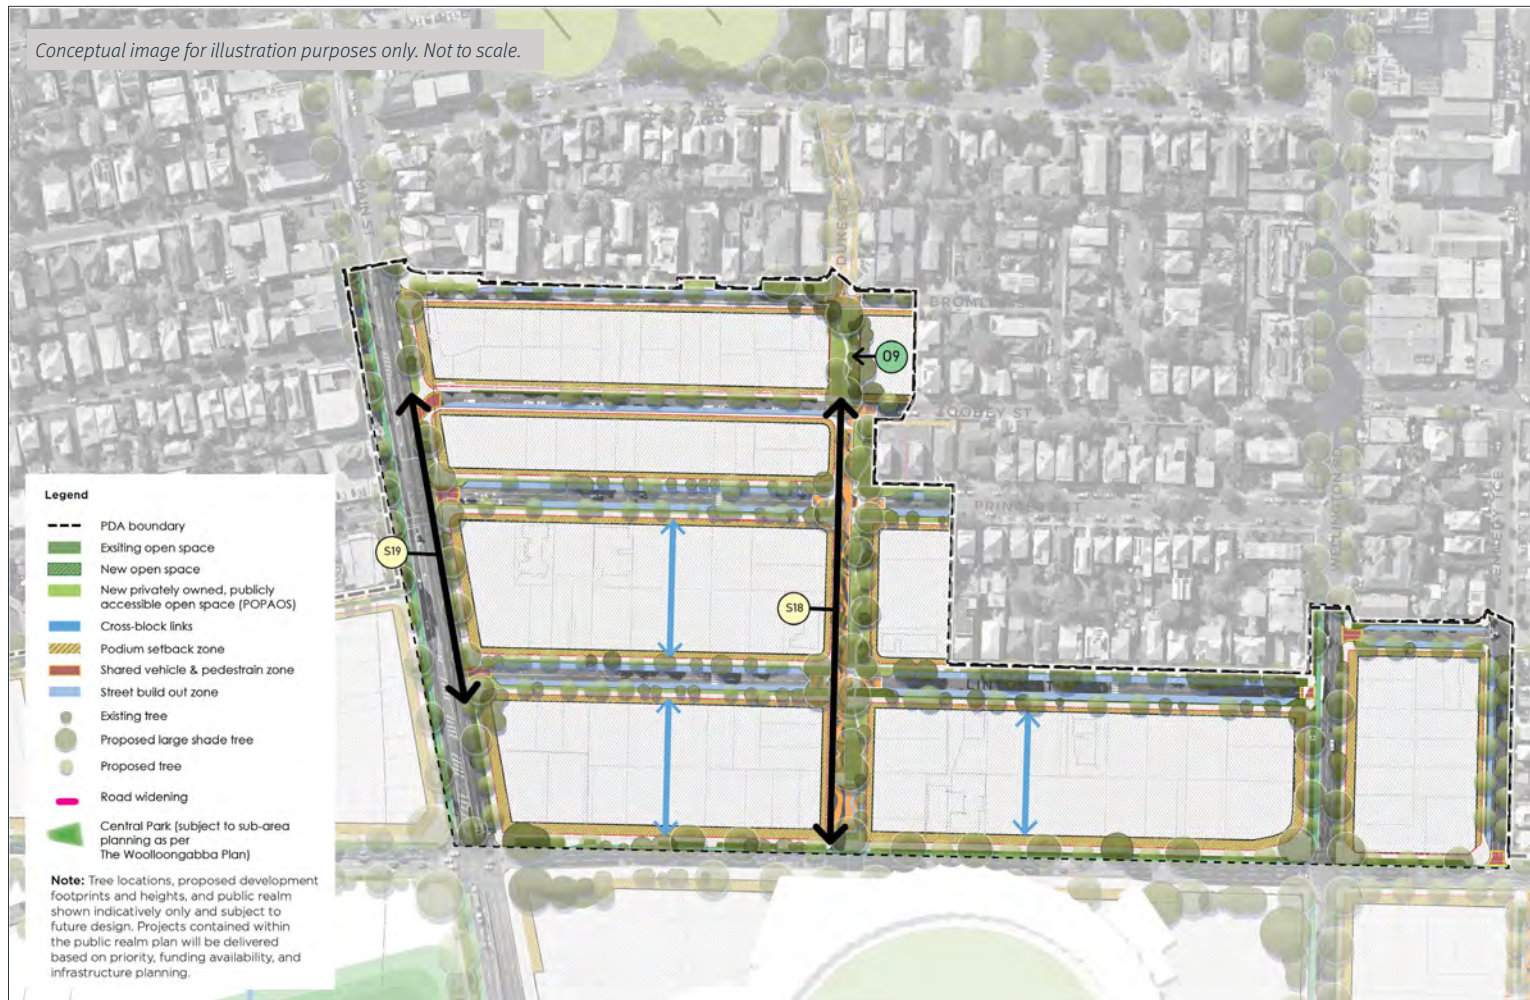 Conceptual image for illustration purposes only. Not to scale.
MAIN ST
DUKE ST
BROML
O9
COBEY ST
PRINCESS ST
S19
S18
WELLINGTON RD
LINTON ST
Legend
PDA boundary
Exsiting open space
New open space
New privately owned, publicly
accessible open space (POPAOS)
Cross-block links
Podium setback zone
Shared vehicle & pedestrain zone
Street build out zone
Existing tree
Proposed large shade tree
Proposed tree
Road widening
Central Park (subject to sub-area
planning as per
The Woolloongabba Plan)
Note: Tree locations, proposed development
footprints and heights, and public realm
shown indicatively only and subject to
future design. Projects contained within
the public realm plan will be delivered
based on priority, funding availability, and
infrastructure planning.